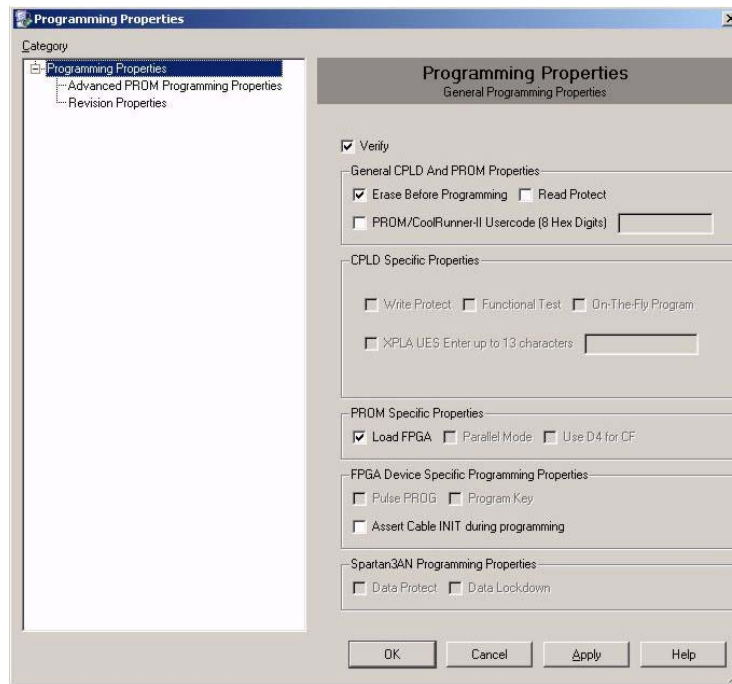 Programming Properties
Category
Programming Properties
Advanced PROM Programming Properties
Revision Properties
Programming Properties
General Programming Properties
Verify
General CPLD And PROM Properties
Erase Before Programming Read Protect
PROM/CoolRunner-II Usercode (8 Hex Digits)
CPLD Specific Properties
Write Protect Functional Test On-The-Fly Program
XPLA UES Enter up to 13 characters
PROM Specific Properties
Load FPGA Parallel Mode Use D4 for CF
FPGA Device Specific Programming Properties
Pulse PROG Program Key
Assert Cable INIT during programming
Spartan3AN Programming Properties
Data Protect Data Lockdown
OK Cancel Apply Help